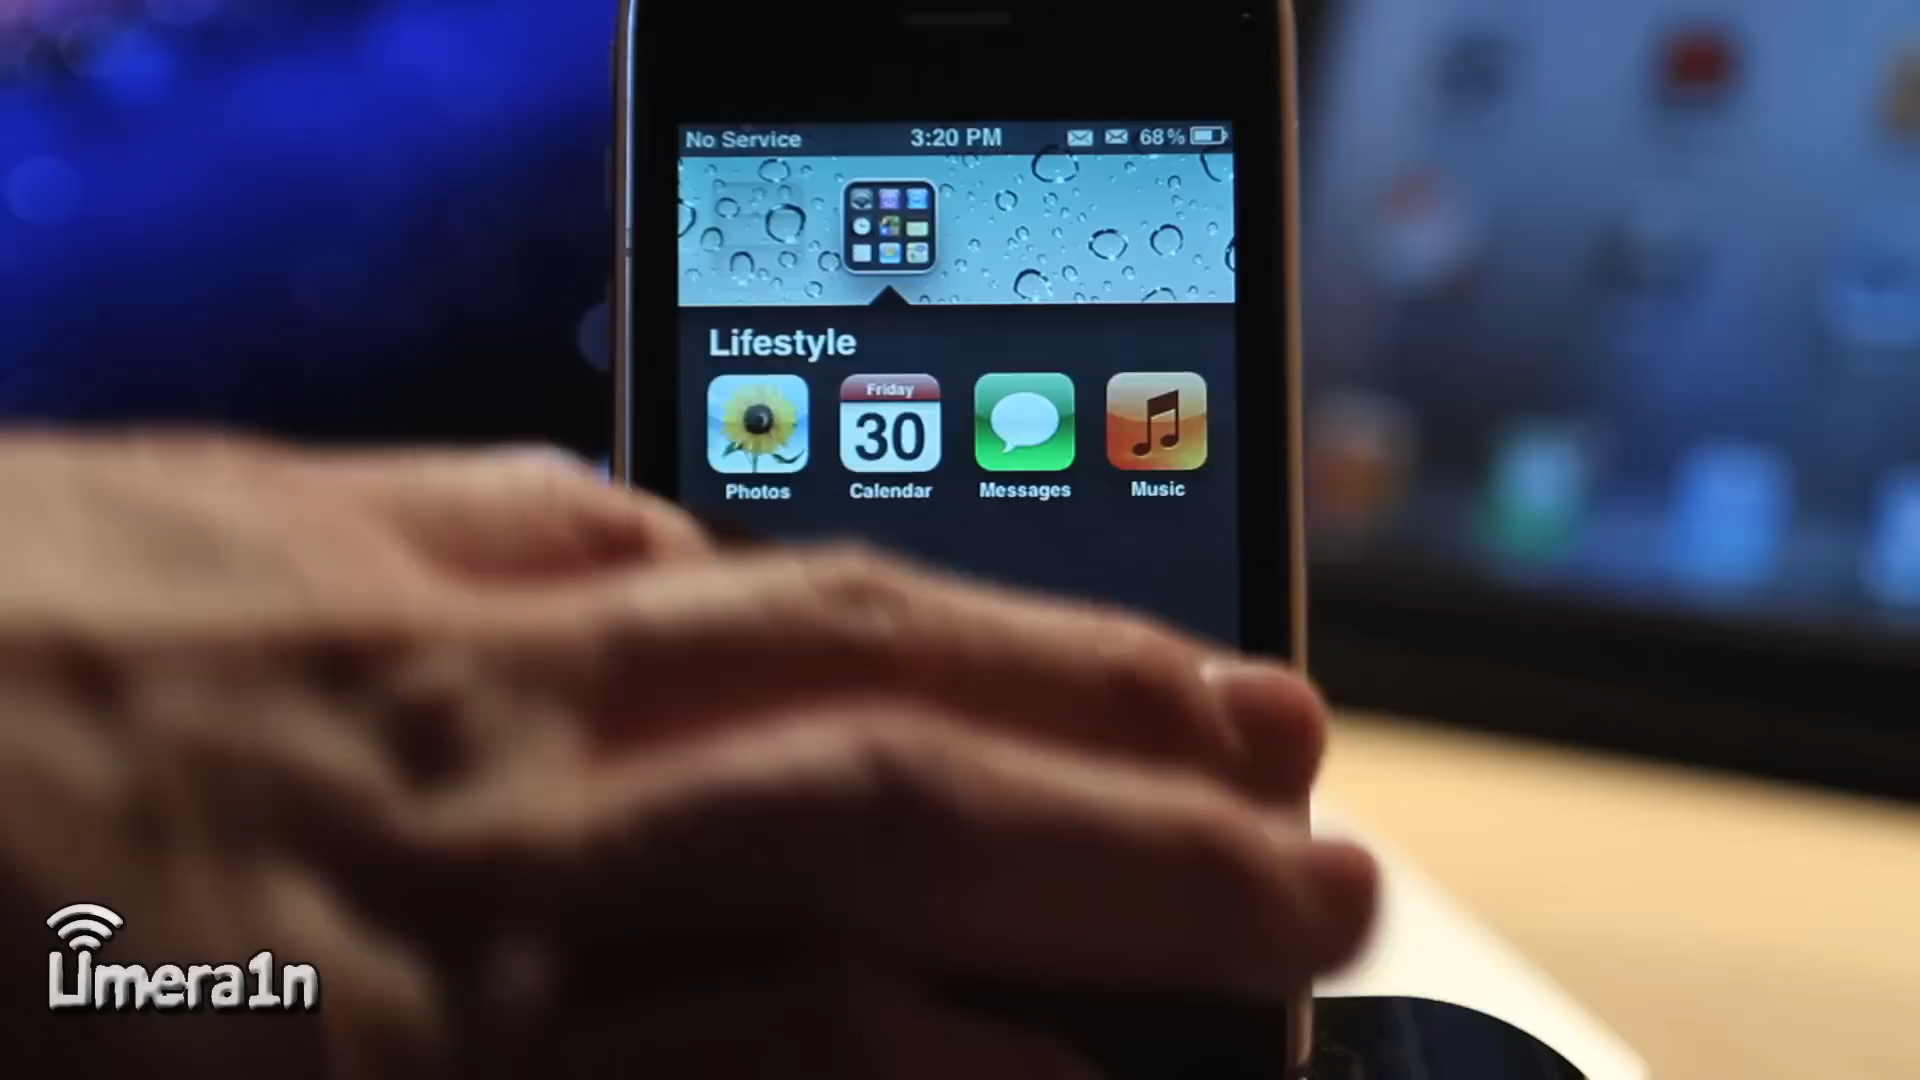 No Service 3:20 PM 68%
Lifestyle
Friday
30
Photos Calendar Messages Music
limera1n